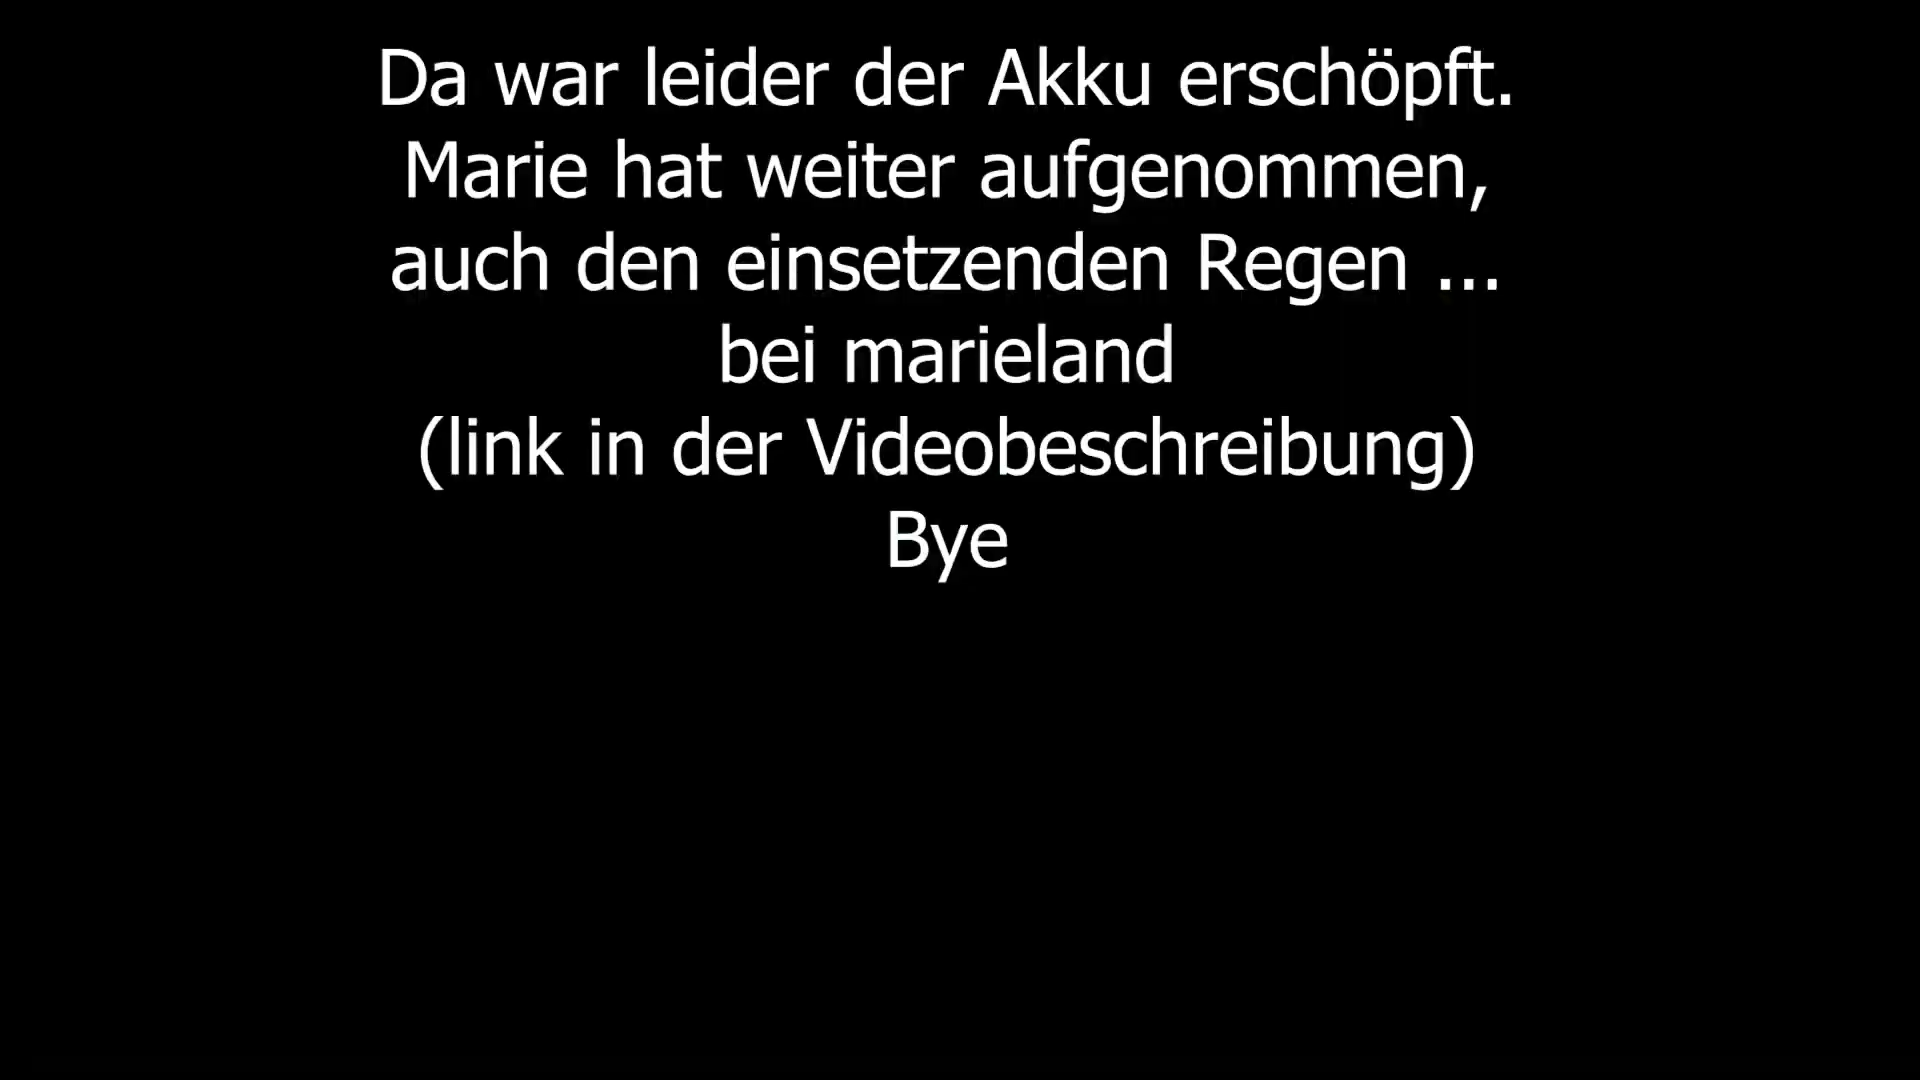 Da war leider der Akku erschöpft.
Marie hat weiter aufgenommen,
auch den einsetzenden Regen ...
bei marieland
(link in der Videobeschreibung)
Bye